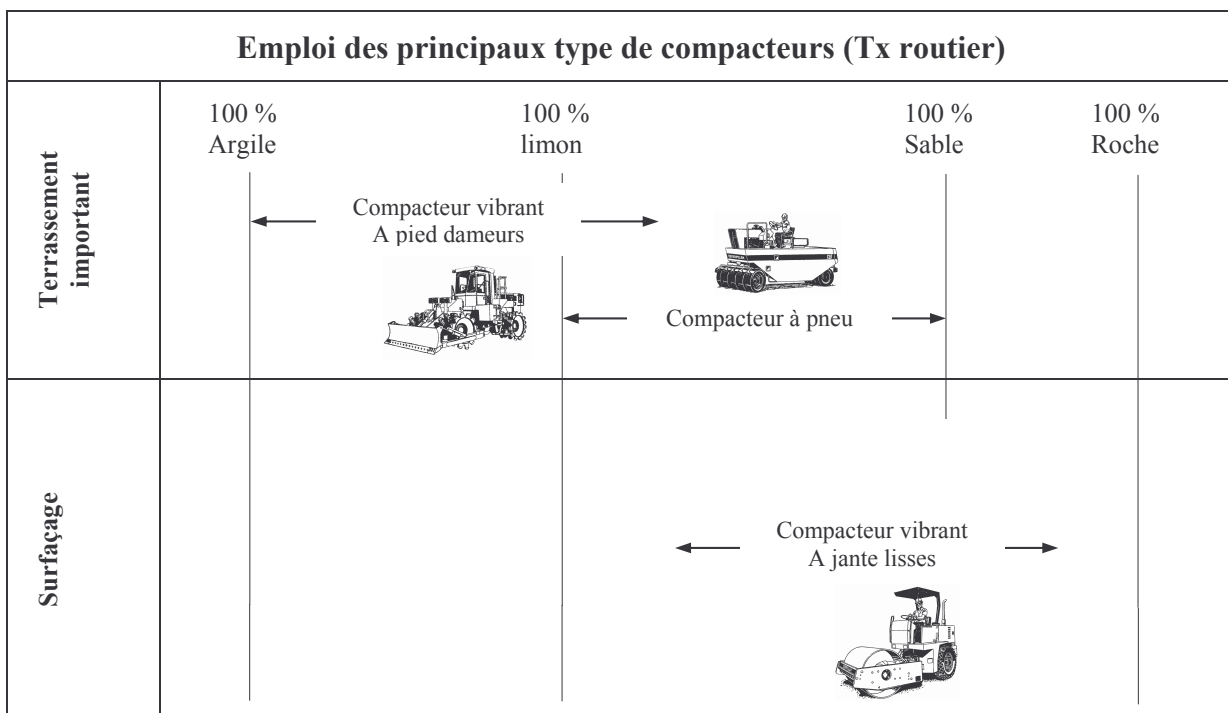 Emploi des principaux type de compacteurs (Tx routier)
Terrassement
important
100 %
Argile
100 %
limon
100 %
Sable
100 %
Roche
Compacteur vibrant
A pied dameurs
Compacteur à pneu
Surfaçage
Compacteur vibrant
A jante lisses